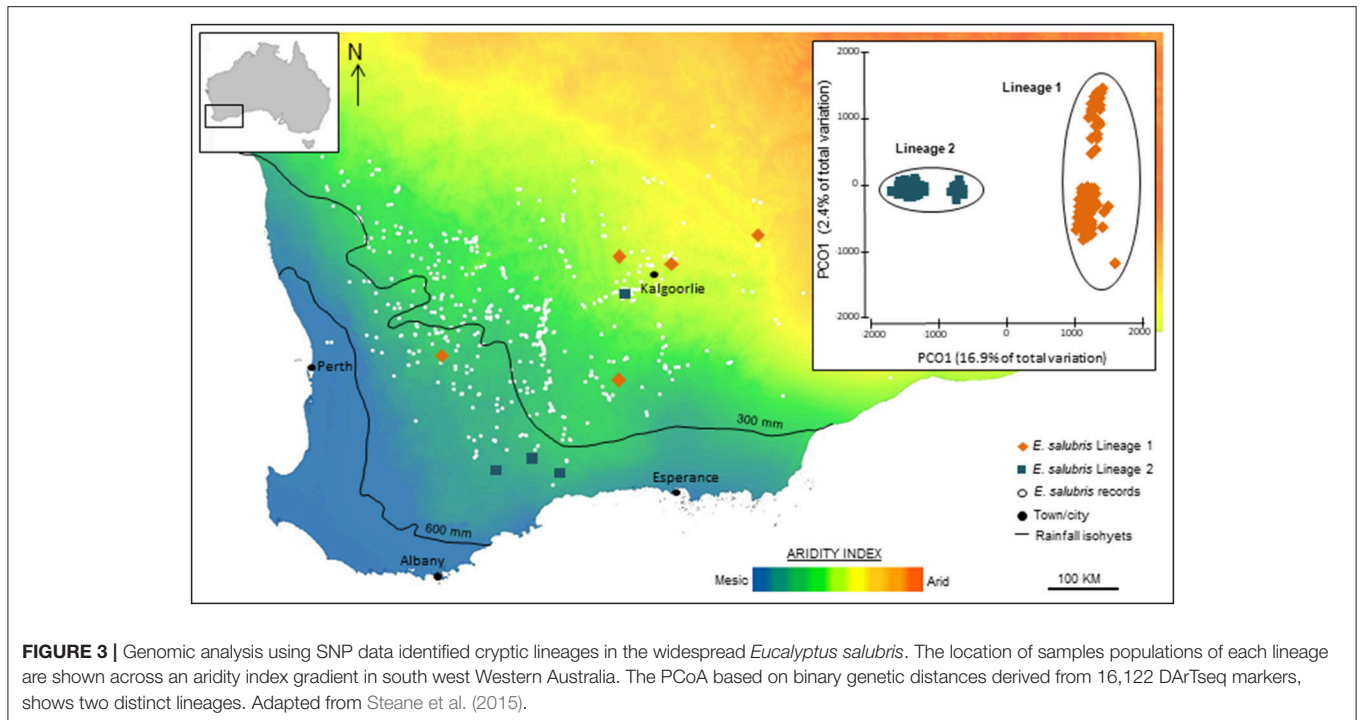 N
Kalgoorlie
Perth
300 mm
Esperance
600 mm
Albany
2000
1000
0
1000
2000
PCO1 (2.4% of total variation)
Lineage 1
Lineage 2
-2000
-1000
0
1000
2000
PCO1 (16.9% of total variation)
E. salubris Lineage 1
E. salubris Lineage 2
E. salubris records
Town/city
Rainfall isohyets
ARIDITY INDEX
Mesic
Arid
100 KM
FIGURE 3 | Genomic analysis using SNP data identified cryptic lineages in the widespread Eucalyptus salubris. The location of samples populations of each lineage
are shown across an aridity index gradient in south west Western Australia. The PCoA based on binary genetic distances derived from 16,122 DArTseq markers,
shows two distinct lineages. Adapted from Steane et al. (2015).